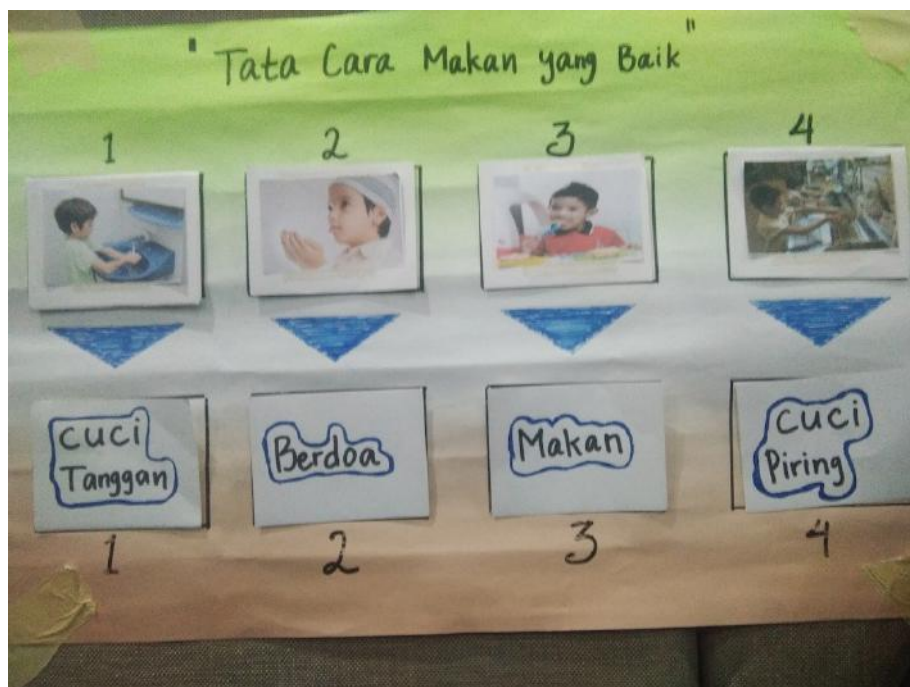 "Tata Cara Makan yang Baik"
1 2 3 4
cuci
Tanggan
Berdoa
Makan
cuci
Piring
1 2 3 4